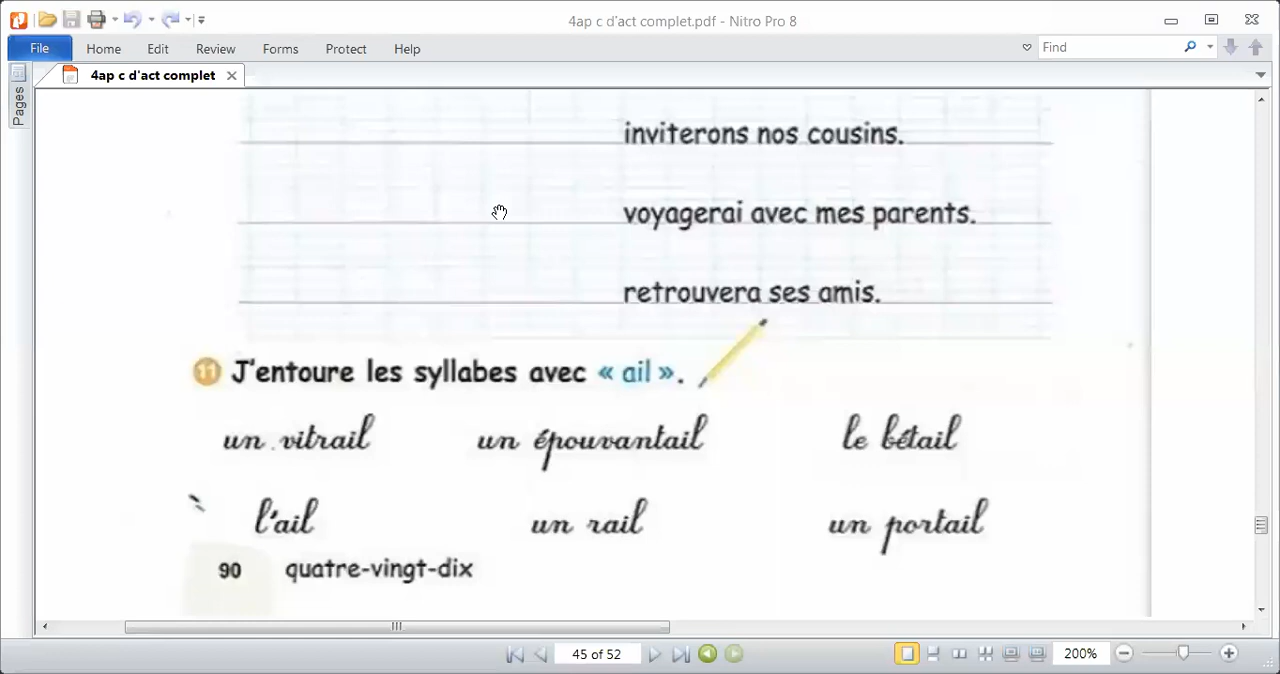 4ap c d'act complet.pdf - Nitro Pro 8
File Home Edit Review Forms Protect Help Find
4ap c d'act complet
Pages
inviterons nos cousins.
voyagerai avec mes parents.
retrouvera ses amis.
11 J'entoure les syllabes avec « ail ».
un vitrail un épouvantail le bétail
l'ail un rail un portail
90 quatre-vingt-dix
45 of 52 200%